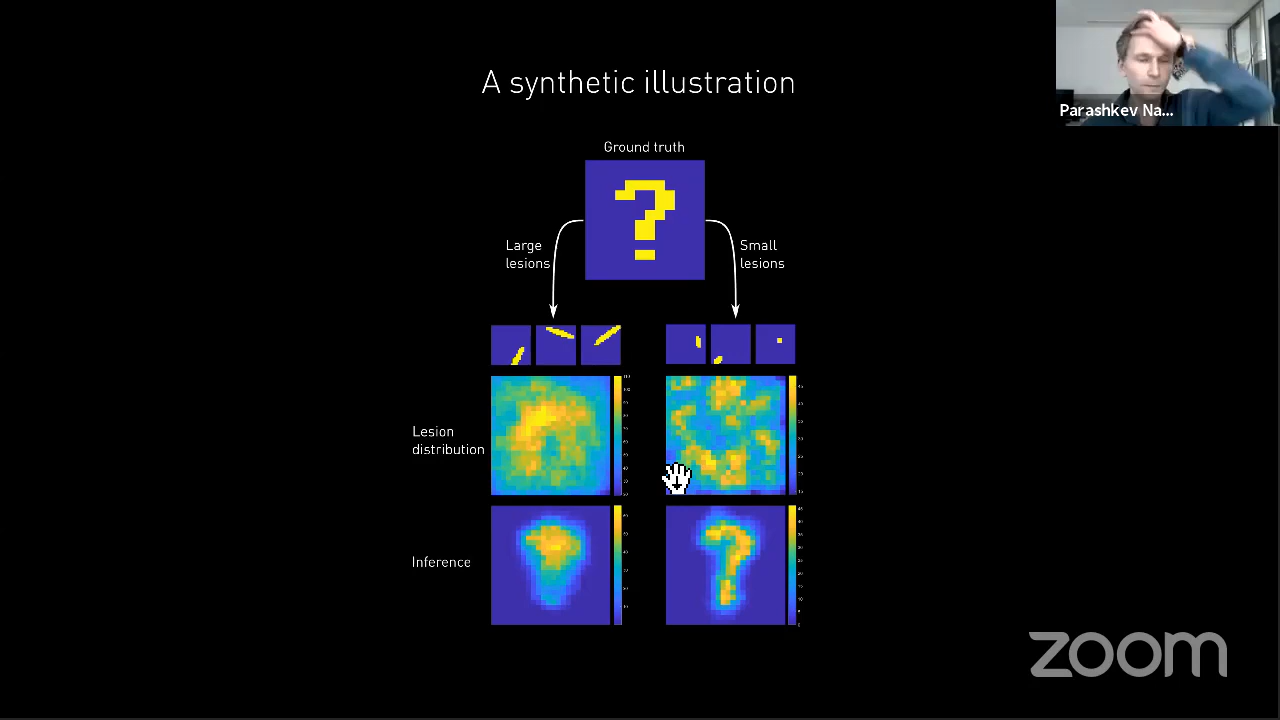 A synthetic illustration
Parashkev Na...
Ground truth
Large
lesions
Small
lesions
Lesion
distribution
Inference
zoom